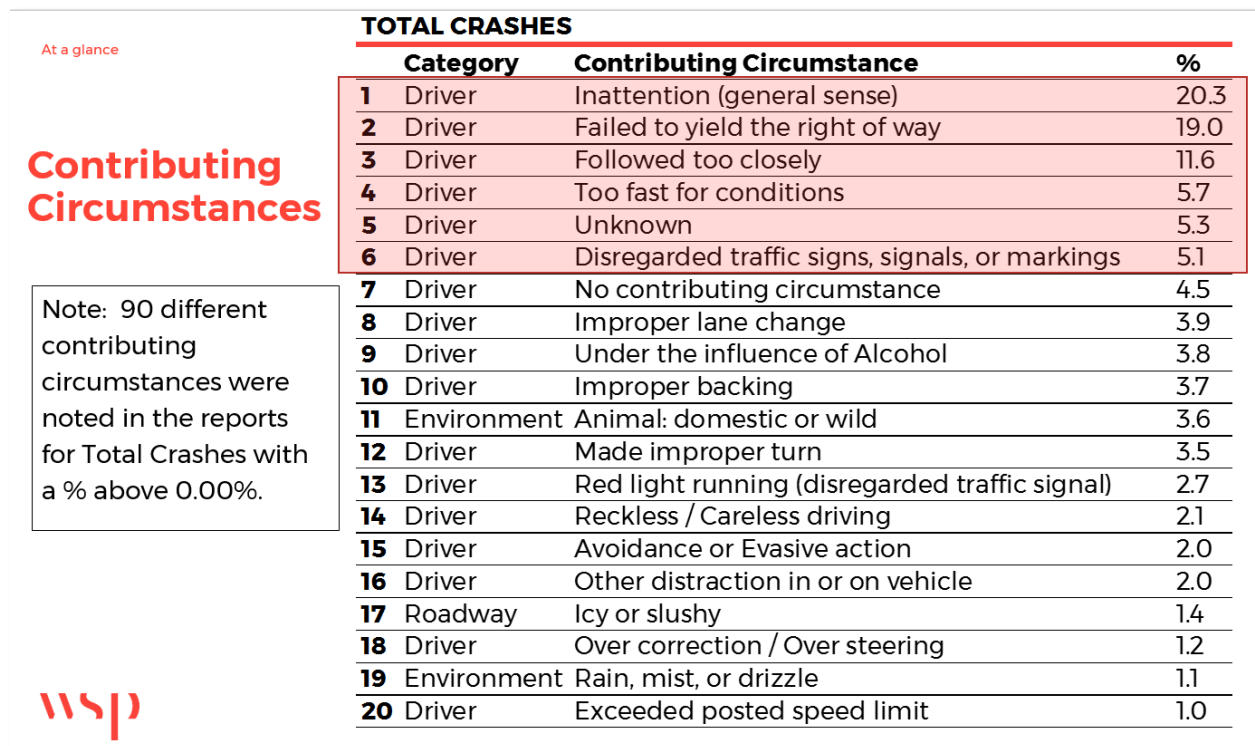 At a glance
Contributing
Circumstances
Note: 90 different
contributing
circumstances were
noted in the reports
for Total Crashes with
a % above 0.00%.
TOTAL CRASHES
Category Contributing Circumstance %
1 Driver Inattention (general sense) 20.3
2 Driver Failed to yield the right of way 19.0
3 Driver Followed too closely 11.6
4 Driver Too fast for conditions 5.7
5 Driver Unknown 5.3
6 Driver Disregarded traffic signs, signals, or markings 5.1
7 Driver No contributing circumstance 4.5
8 Driver Improper lane change 3.9
9 Driver Under the influence of Alcohol 3.8
10 Driver Improper backing 3.7
11 Environment Animal: domestic or wild 3.6
12 Driver Made improper turn 3.5
13 Driver Red light running (disregarded traffic signal) 2.7
14 Driver Reckless / Careless driving 2.1
15 Driver Avoidance or Evasive action 2.0
16 Driver Other distraction in or on vehicle 2.0
17 Roadway Icy or slushy 1.4
18 Driver Over correction / Over steering 1.2
19 Environment Rain, mist, or drizzle 1.1
20 Driver Exceeded posted speed limit 1.0
wsp